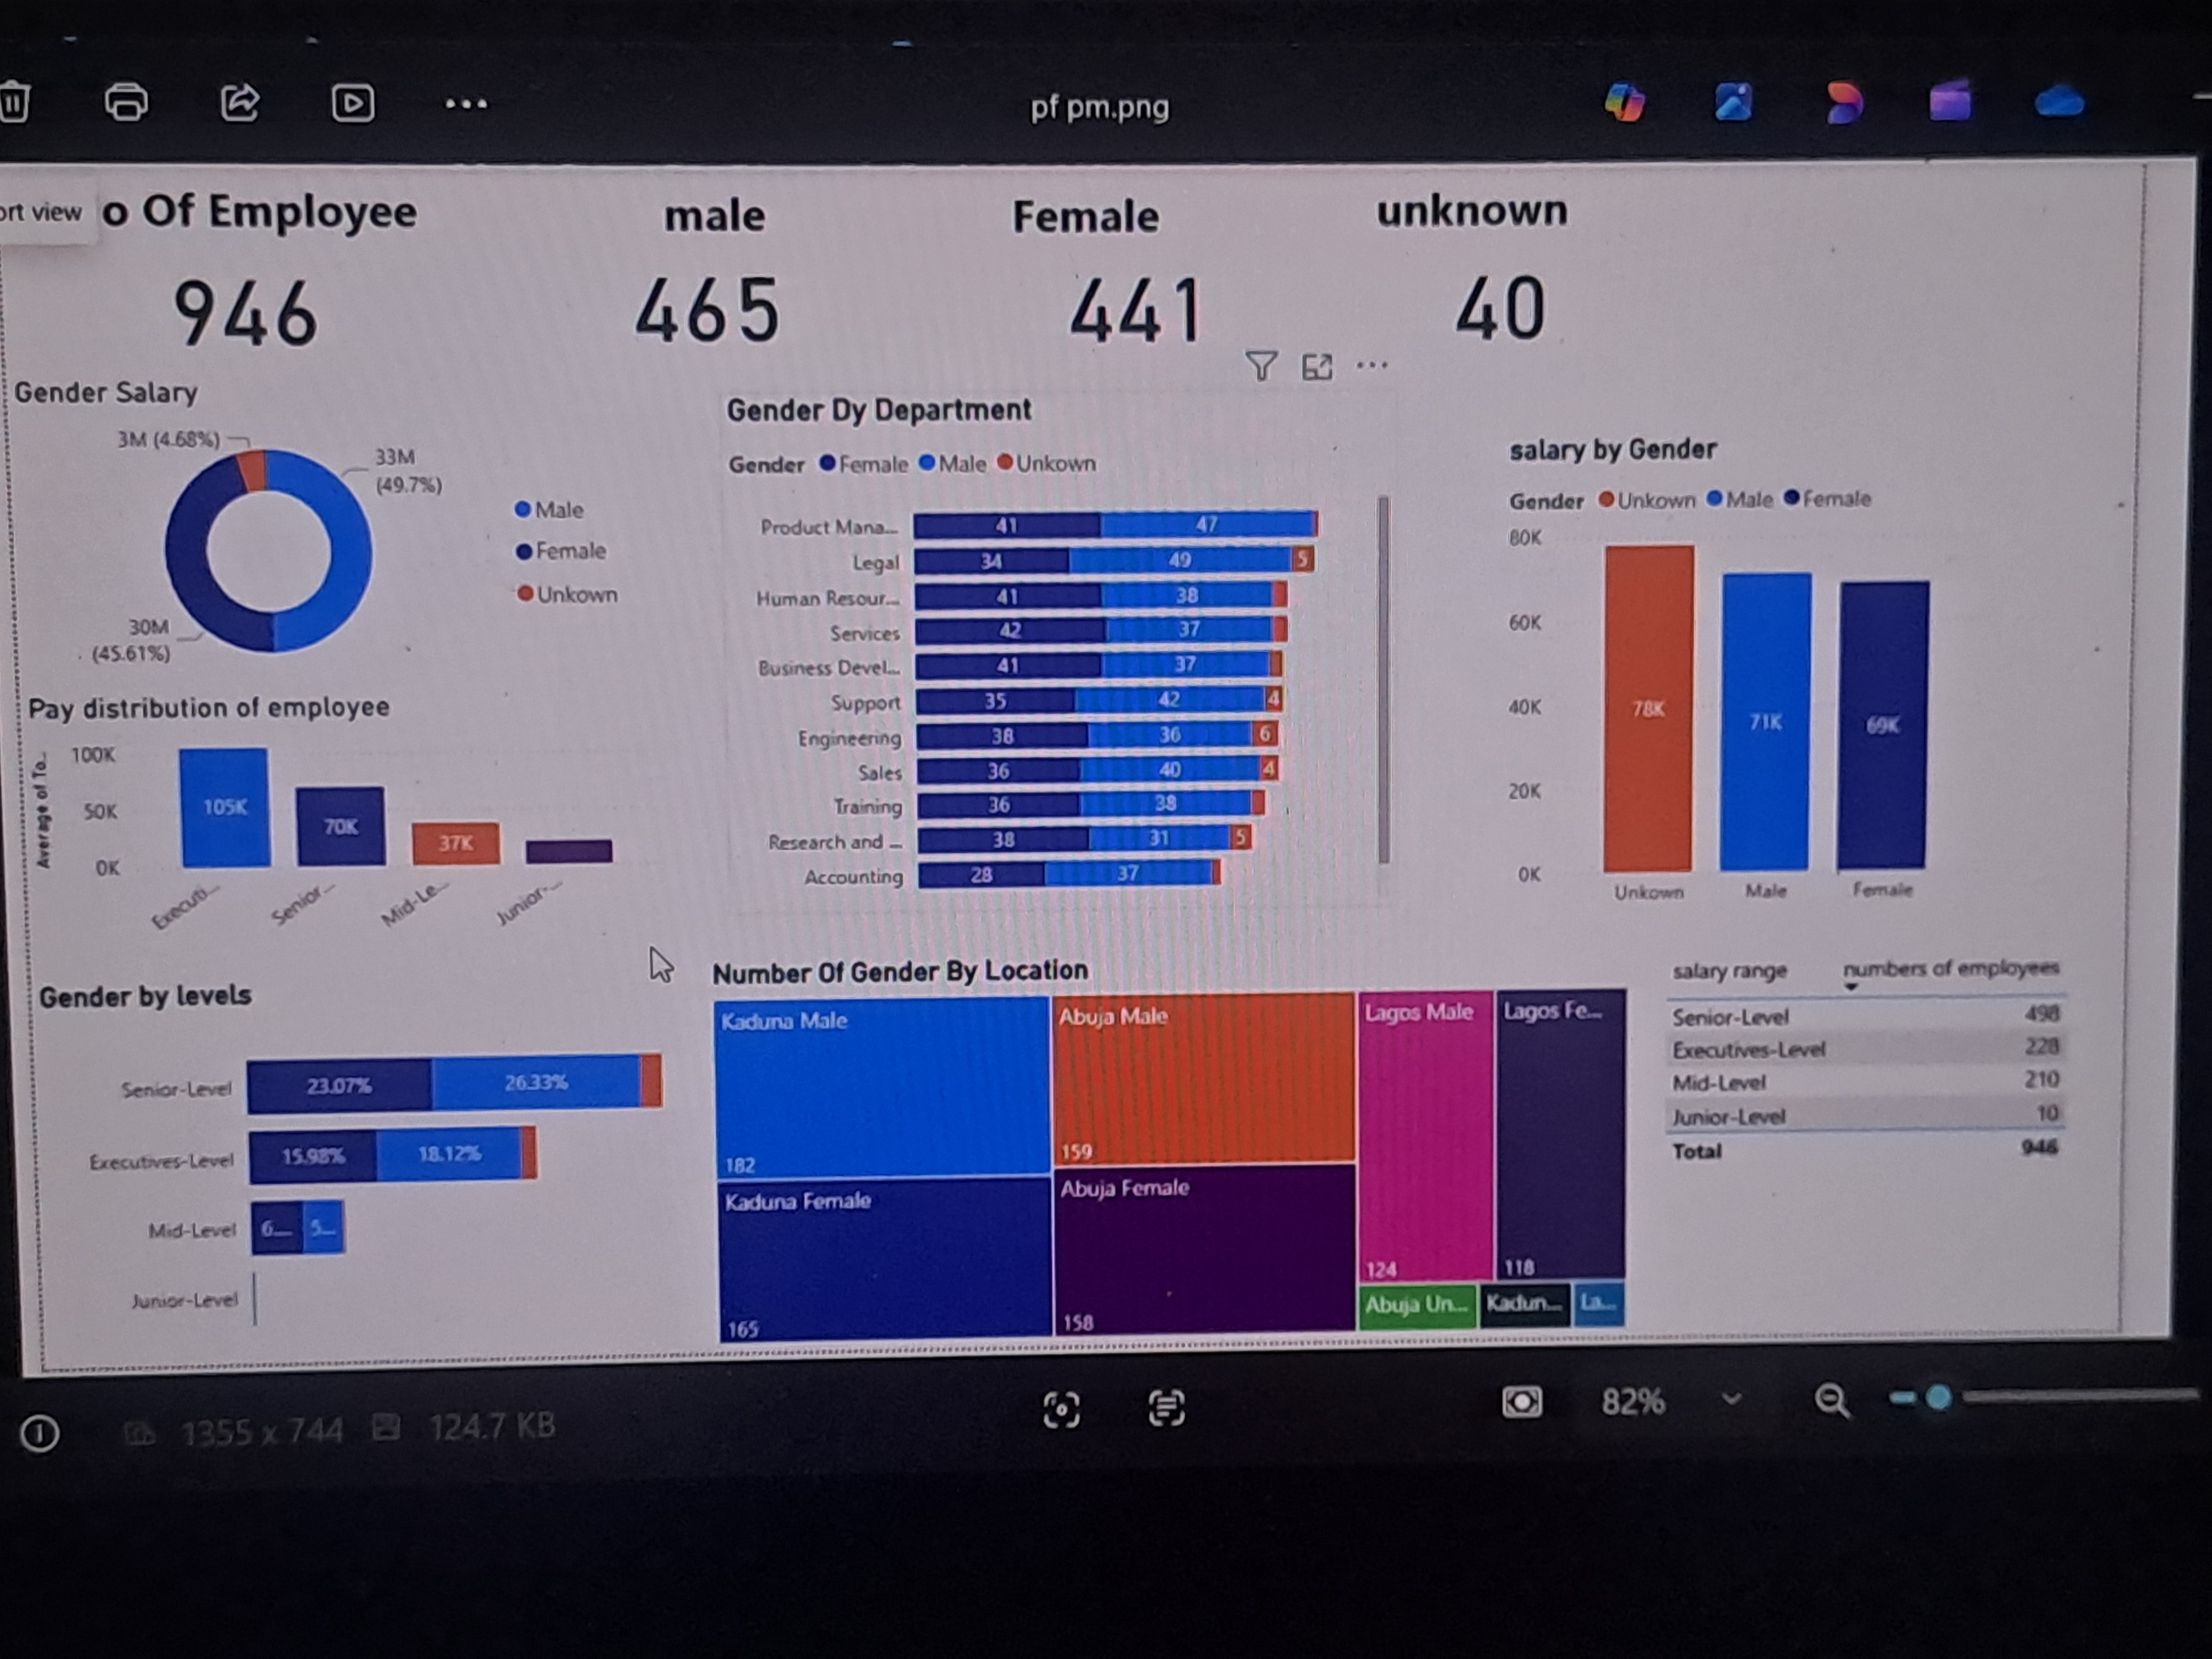 pf pm.png
ort view
o Of Employee
male
Female
unknown
946
465
441
40
Gender Salary
3M (4.68%)
33M
(49.7%)
30M
(45.61%)
Male
Female
Unkown
Gender Dy Department
Gender Female Male Unkown
Product Mana... 41 47
Legal 34 49 5
Human Resour... 41 38
Services 42 37
Business Devel... 41 37
Support 35 42 4
Engineering 38 36 6
Sales 36 40 4
Training 36 38
Research and ... 38 31 5
Accounting 28 37
salary by Gender
Gender Unkown Male Female
80K
60K
40K
20K
0K
78K
71K
69K
Unkown
Male
Female
Pay distribution of employee
Average of To...
100K
50K
0K
105K
70K
37K
Executi...
Senior...
Mid-Le...
Junior-...
Gender by levels
Senior-Level 23.07% 26.33%
Executives-Level 15.98% 18.12%
Mid-Level 6... 5...
Junior-Level
Number Of Gender By Location
Kaduna Male
182
Kaduna Female
165
Abuja Male
159
Abuja Female
158
Lagos Male
124
Lagos Fe...
118
Abuja Un...
Kadun...
La...
salary range numbers of employees
Senior-Level 498
Executives-Level 228
Mid-Level 210
Junior-Level 10
Total 946
1355 x 744
124.7 KB
82%